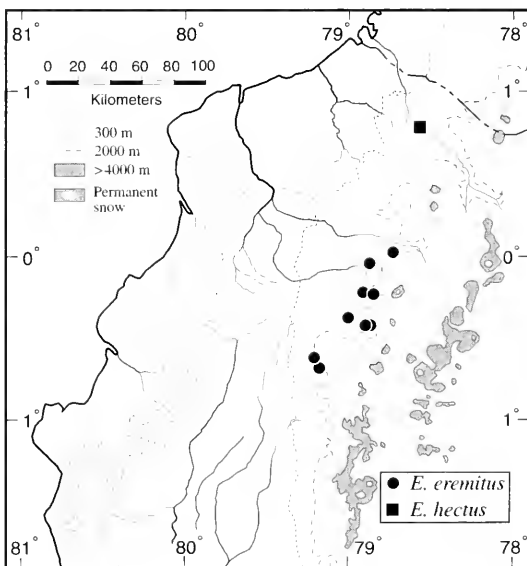 81° 80 79 78°
0 20 40 60 80 100
Kilometers
300 m
2000 m
>4000 m
Permanent
snow
1° 1°
0° 0
1° 1°
E. eremitus
E. hectus
81° 80° 79° 78°